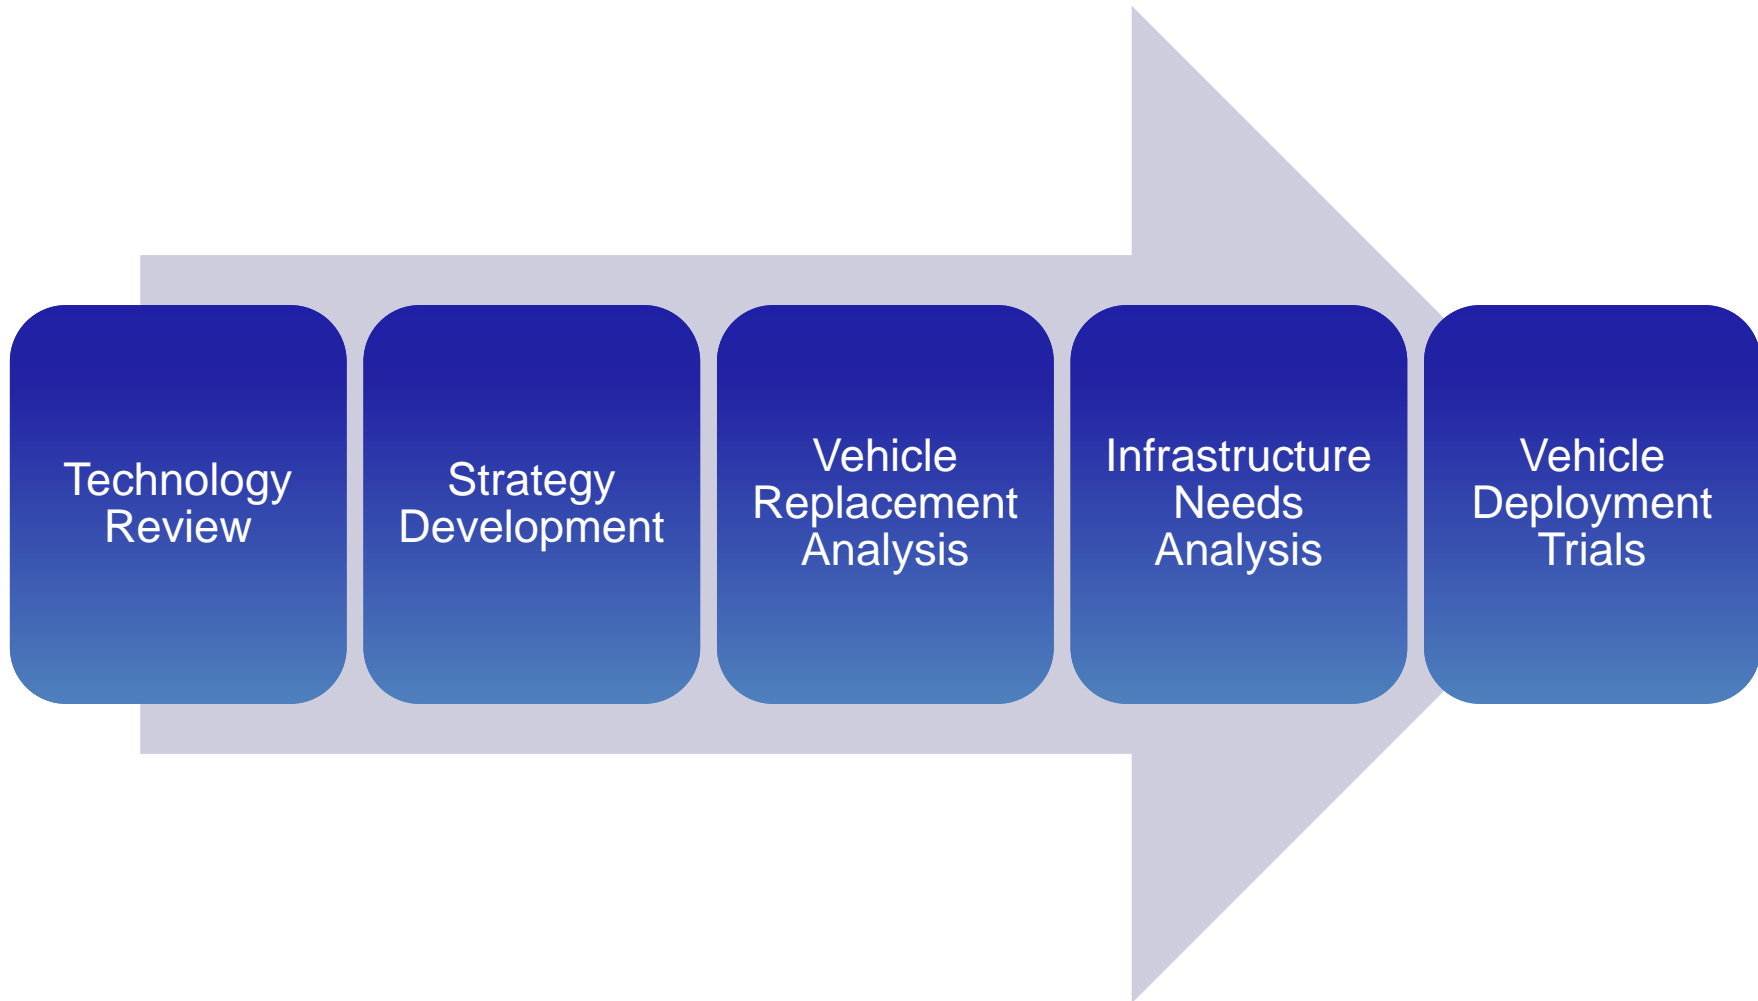 Technology
Review
Strategy
Development
Vehicle
Replacement
Analysis
Infrastructure
Needs
Analysis
Vehicle
Deployment
Trials